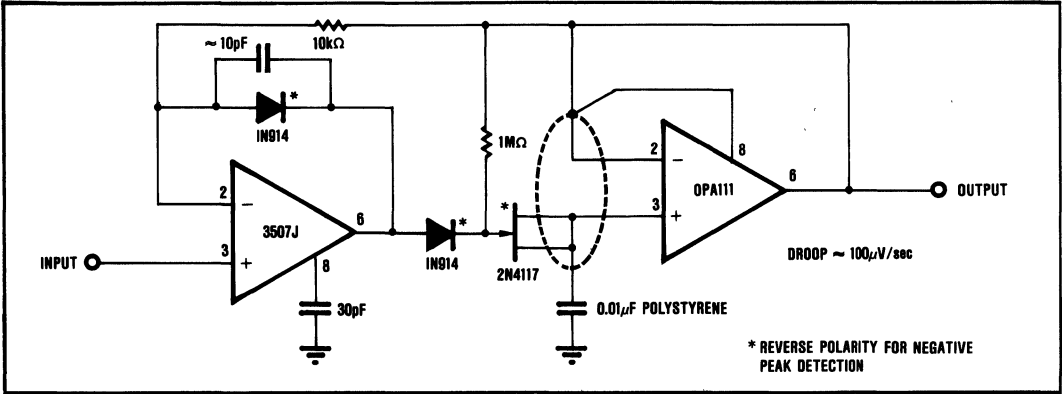 10kΩ
≈ 10pF
*
IN914
1MΩ
2
3
3507J
6
8
30pF
INPUT
*
IN914
*
2N4117
0.01μF POLYSTYRENE
2
3
8
OPA111
6
OUTPUT
DROOP ≈ 100μV/sec
* REVERSE POLARITY FOR NEGATIVE
PEAK DETECTION